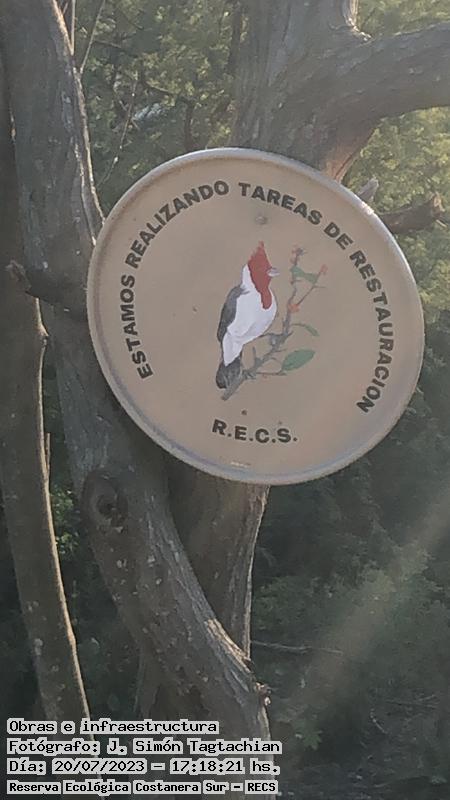 ESTAMOS REALIZANDO TAREAS DE RESTAURACION
R.E.C.S.
Obras e infraestructura
Fotógrafo: J. Simón Tagtachian
Día: 20/07/2023 - 17:18:21 hs.
Reserva Ecológica Costanera Sur - RECS